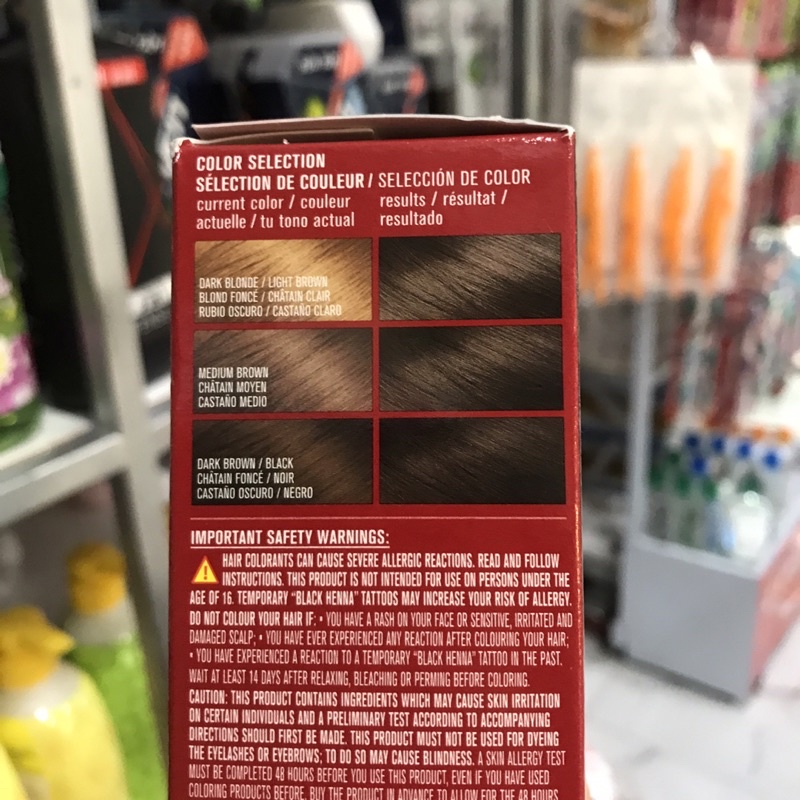 COLOR SELECTION
SÉLECTION DE COULEUR / SELECCIÓN DE COLOR
current color / couleur actuelle / tu tono actual
results / résultat / resultado
DARK BLONDE / LIGHT BROWN
BLOND FONCÉ / CHÂTAIN CLAIR
RUBIO OSCURO / CASTAÑO CLARO
MEDIUM BROWN
CHÂTAIN MOYEN
CASTAÑO MEDIO
DARK BROWN / BLACK
CHÂTAIN FONCÉ / NOIR
CASTAÑO OSCURO / NEGRO
IMPORTANT SAFETY WARNINGS:
HAIR COLORANTS CAN CAUSE SEVERE ALLERGIC REACTIONS. READ AND FOLLOW
INSTRUCTIONS. THIS PRODUCT IS NOT INTENDED FOR USE ON PERSONS UNDER THE
AGE OF 16. TEMPORARY "BLACK HENNA" TATTOOS MAY INCREASE YOUR RISK OF ALLERGY.
DO NOT COLOUR YOUR HAIR IF: • YOU HAVE A RASH ON YOUR FACE OR SENSITIVE, IRRITATED AND
DAMAGED SCALP; • YOU HAVE EVER EXPERIENCED ANY REACTION AFTER COLOURING YOUR HAIR;
• YOU HAVE EXPERIENCED A REACTION TO A TEMPORARY "BLACK HENNA" TATTOO IN THE PAST.
WAIT AT LEAST 14 DAYS AFTER RELAXING, BLEACHING OR PERMING BEFORE COLORING.
CAUTION: THIS PRODUCT CONTAINS INGREDIENTS WHICH MAY CAUSE SKIN IRRITATION
ON CERTAIN INDIVIDUALS AND A PRELIMINARY TEST ACCORDING TO ACCOMPANYING
DIRECTIONS SHOULD FIRST BE MADE. THIS PRODUCT MUST NOT BE USED FOR DYEING
THE EYELASHES OR EYEBROWS; TO DO SO MAY CAUSE BLINDNESS. A SKIN ALLERGY TEST
MUST BE COMPLETED 48 HOURS BEFORE YOU USE THIS PRODUCT, EVEN IF YOU HAVE USED
COLORING PRODUCTS BEFORE. BUY THE PRODUCT IN ADVANCE TO ALLOW FOR THE 48 HOURS